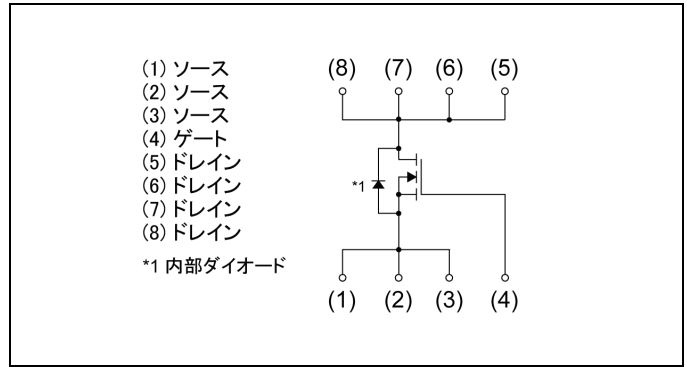 (1) ソース
(2) ソース
(3) ソース
(4) ゲート
(5) ドレイン
(6) ドレイン
(7) ドレイン
(8) ドレイン
*1 内部ダイオード
(8) (7) (6) (5)
*1
(1) (2) (3) (4)